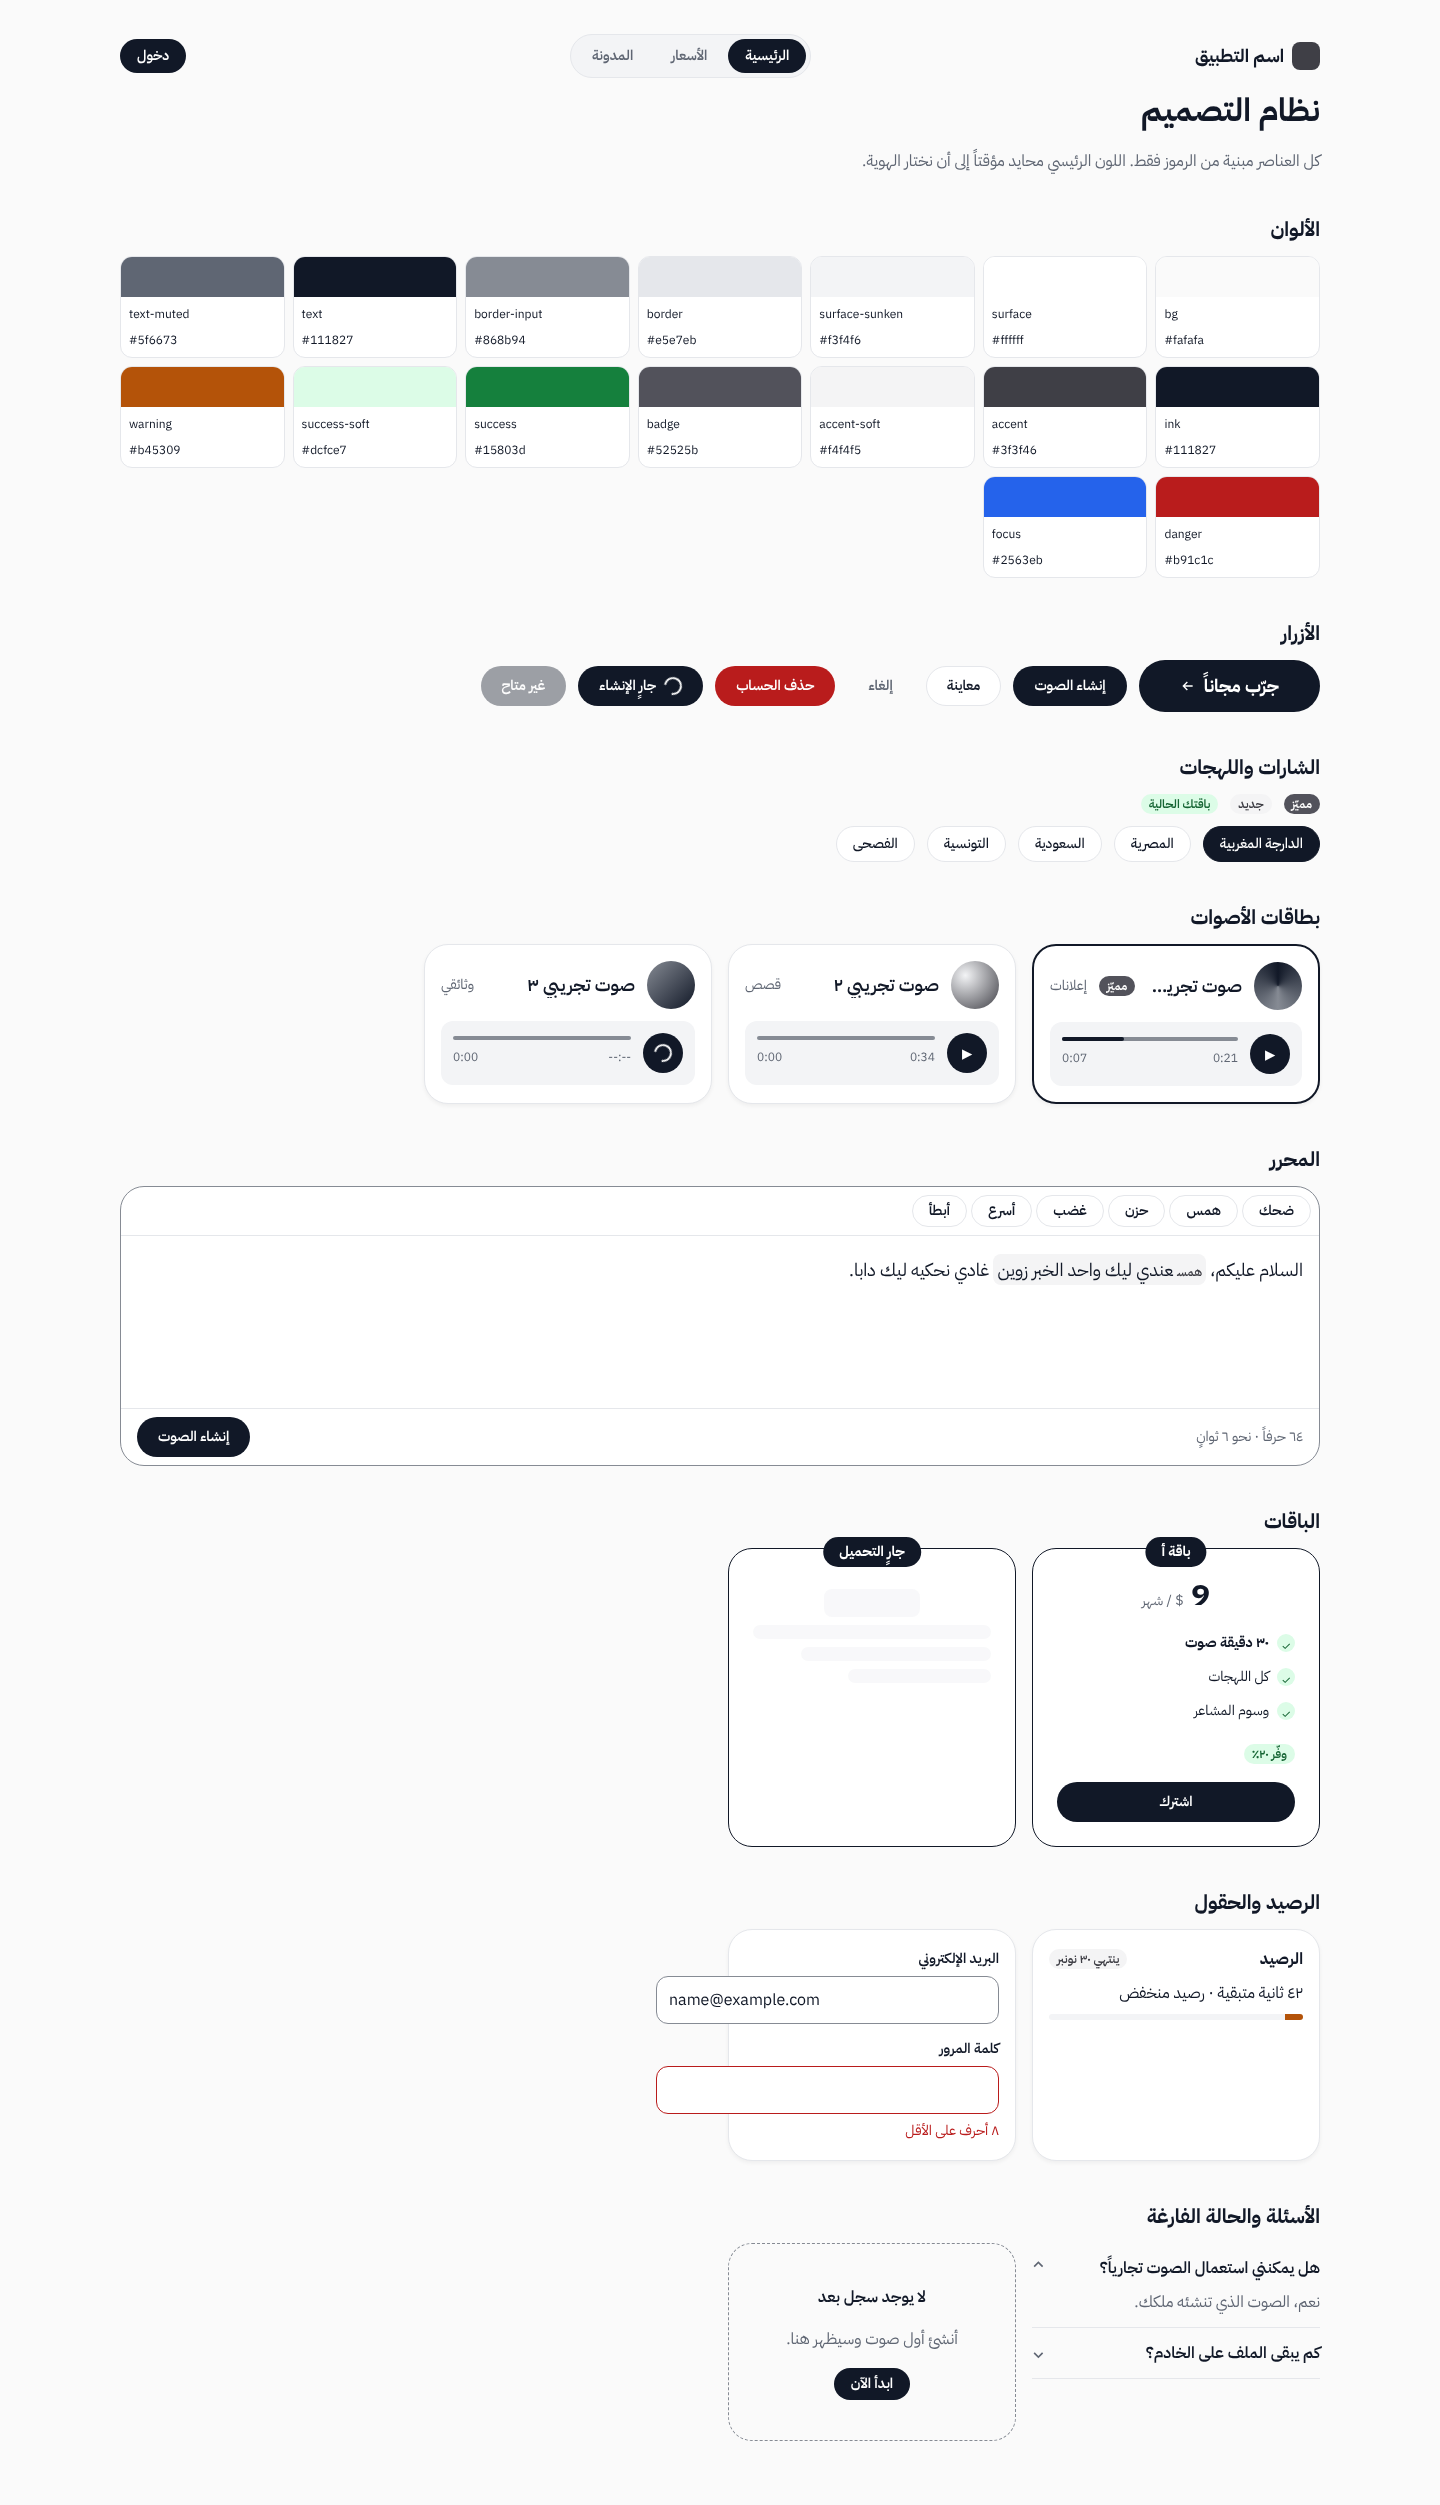 اسم التطبيق
الرئيسية
الأسعار
المدونة
دخول
نظام التصميم
كل العناصر مبنية من الرموز فقط. اللون الرئيسي محايد مؤقتاً إلى أن نختار الهوية.
الألوان
bg
#fafafa
surface
#ffffff
surface-sunken
#f3f4f6
border
#e5e7eb
border-input
#868b94
text
#111827
text-muted
#5f6673
ink
#111827
accent
#3f3f46
accent-soft
#f4f4f5
badge
#52525b
success
#15803d
success-soft
#dcfce7
warning
#b45309
danger
#b91c1c
focus
#2563eb
الأزرار
جرّب مجاناً ←
إنشاء الصوت
معاينة
إلغاء
حذف الحساب
جارٍ الإنشاء
غير متاح
الشارات واللهجات
مميّز
جديد
باقتك الحالية
الدارجة المغربية
المصرية
السعودية
التونسية
الفصحى
بطاقات الأصوات
صوت تجريبـ...
مميّز
إعلانات
0:21
0:07
صوت تجريبي ٢
قصص
0:34
0:00
صوت تجريبي ٣
وثائقي
--:--
0:00
المحرر
ضحك
همس
حزن
غضب
أسرع
أبطأ
السلام عليكم، همس عندي ليك واحد الخبر زوين غادي نحكيه ليك دابا.
٦٤ حرفاً · نحو ٦ ثوانٍ
إنشاء الصوت
الباقات
باقة أ
9 $ / شهر
٣٠ دقيقة صوت
كل اللهجات
وسوم المشاعر
وفّر ٢٠٪
اشترك
جارٍ التحميل
الرصيد والحقول
الرصيد
ينتهي ٣٠ نونبر
٤٢ ثانية متبقية · رصيد منخفض
البريد الإلكتروني
name@example.com
كلمة المرور
٨ أحرف على الأقل
الأسئلة والحالة الفارغة
هل يمكنني استعمال الصوت تجارياً؟
نعم، الصوت الذي تنشئه ملكك.
كم يبقى الملف على الخادم؟
لا يوجد سجل بعد
أنشئ أول صوت وسيظهر هنا.
ابدأ الآن